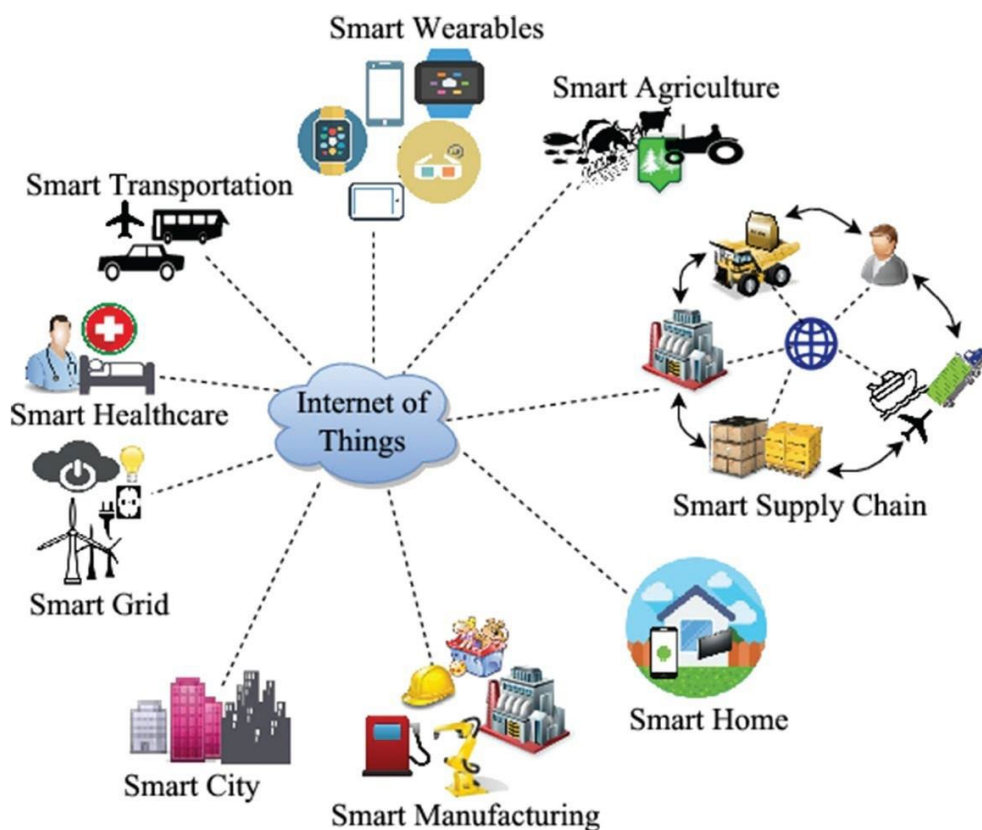 Smart Wearables
Smart Agriculture
Smart Transportation
Smart Healthcare
Internet of
Things
Smart Supply Chain
Smart Grid
Smart Home
Smart City
Smart Manufacturing